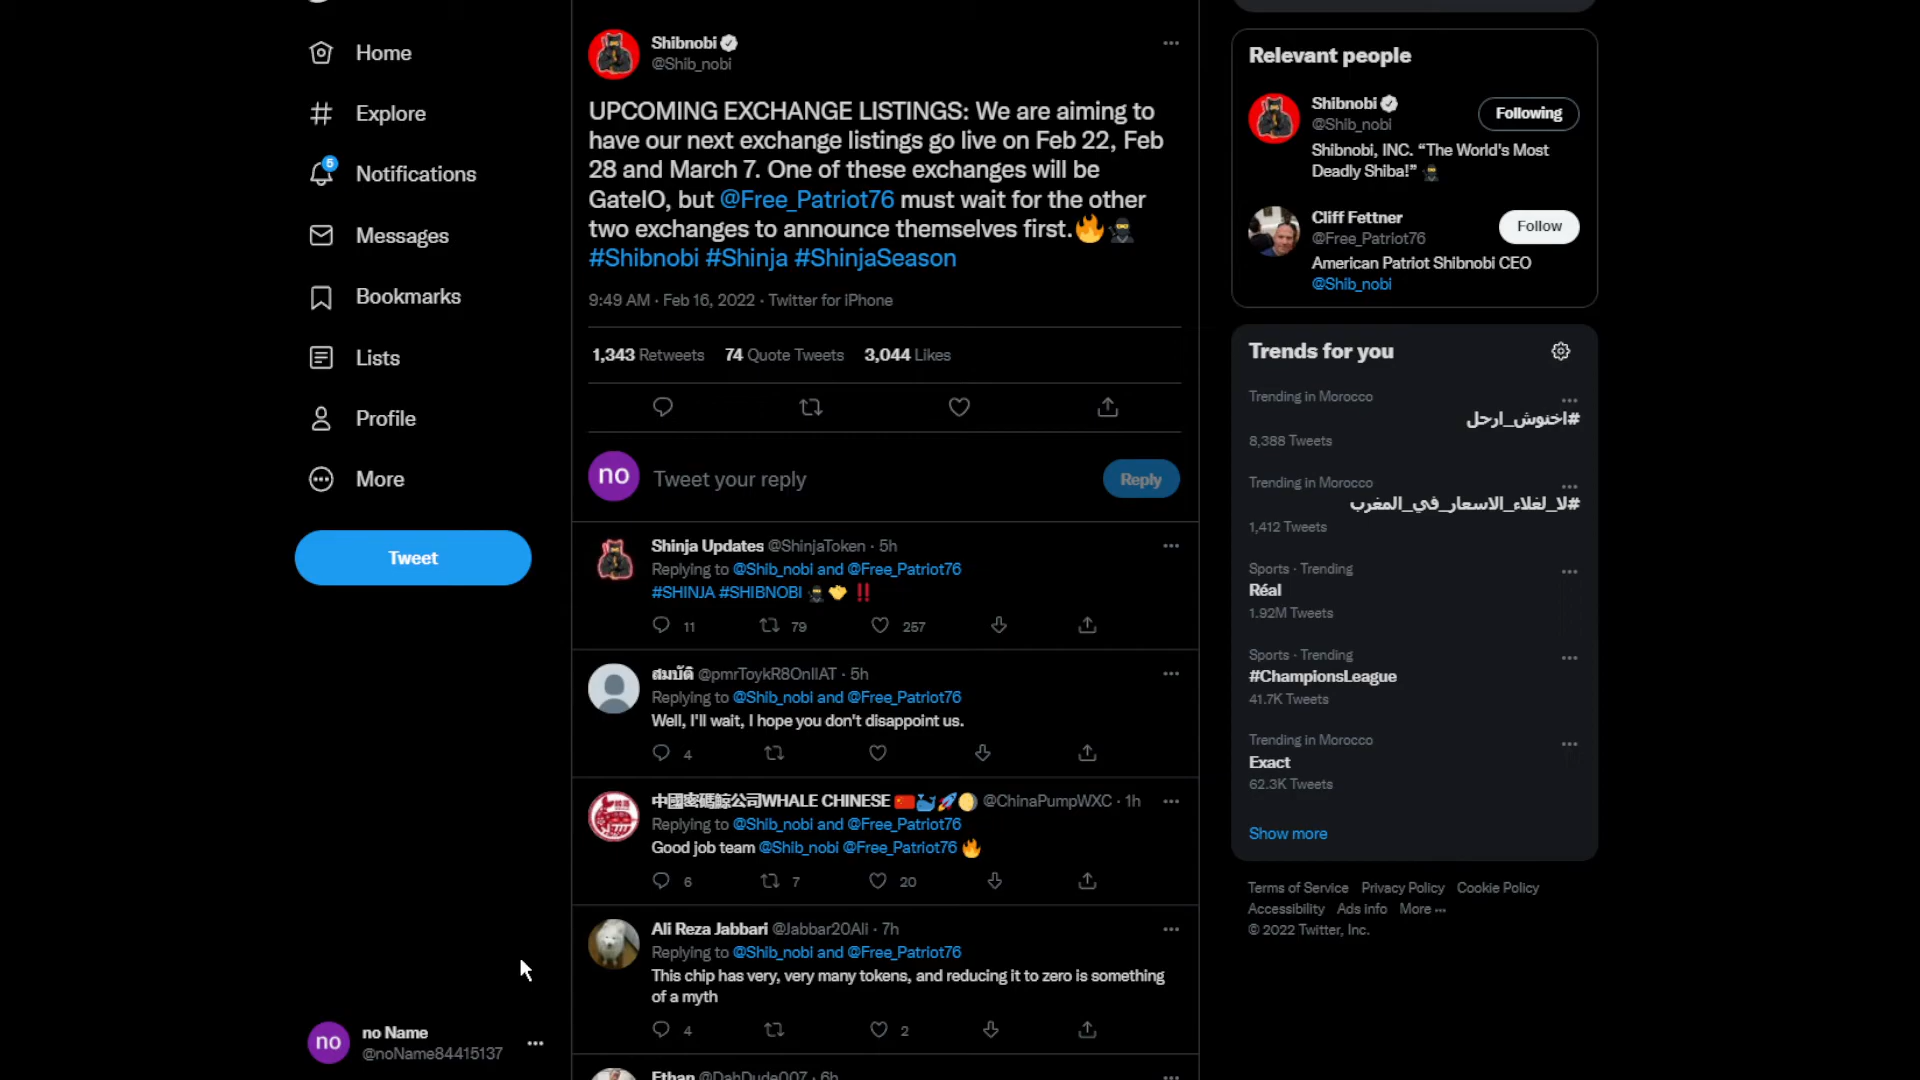 Home
Explore
5
Notifications
Messages
Bookmarks
Lists
Profile
More
Tweet
no
no Name
@noName84415137
Shibnobi
@Shib_nobi
UPCOMING EXCHANGE LISTINGS: We are aiming to
have our next exchange listings go live on Feb 22, Feb
28 and March 7. One of these exchanges will be
GateIO, but @Free_Patriot76 must wait for the other
two exchanges to announce themselves first.🔥🥷
#Shibnobi #Shinja #ShinjaSeason
9:49 AM · Feb 16, 2022 · Twitter for iPhone
1,343 Retweets 74 Quote Tweets 3,044 Likes
no
Tweet your reply
Reply
Shinja Updates @ShinjaToken · 5h
Replying to @Shib_nobi and @Free_Patriot76
#SHINJA #SHIBNOBI 🥷🤝‼️
11 79 257
สมบัติ @pmrToykR8OnIlAT · 5h
Replying to @Shib_nobi and @Free_Patriot76
Well, I'll wait, I hope you don't disappoint us.
4
中國密碼鯨公司WHALE CHINESE 🇨🇳🐳🚀🌖 @ChinaPumpWXC · 1h
Replying to @Shib_nobi and @Free_Patriot76
Good job team @Shib_nobi @Free_Patriot76 🔥
6 7 20
Ali Reza Jabbari @Jabbar20Ali · 7h
Replying to @Shib_nobi and @Free_Patriot76
This chip has very, very many tokens, and reducing it to zero is something
of a myth
4 2
Ethan @DahDude007 · 6h
Relevant people
Shibnobi
@Shib_nobi
Following
Shibnobi, INC. “The World's Most
Deadly Shiba!” 🥷
Cliff Fettner
@Free_Patriot76
Follow
American Patriot Shibnobi CEO
@Shib_nobi
Trends for you
Trending in Morocco
#اخنوش_ارحل
8,388 Tweets
Trending in Morocco
#لا_لغلاء_الاسعار_في_المغرب
1,412 Tweets
Sports · Trending
Réal
1.92M Tweets
Sports · Trending
#ChampionsLeague
41.7K Tweets
Trending in Morocco
Exact
62.3K Tweets
Show more
Terms of Service Privacy Policy Cookie Policy
Accessibility Ads info More ···
© 2022 Twitter, Inc.